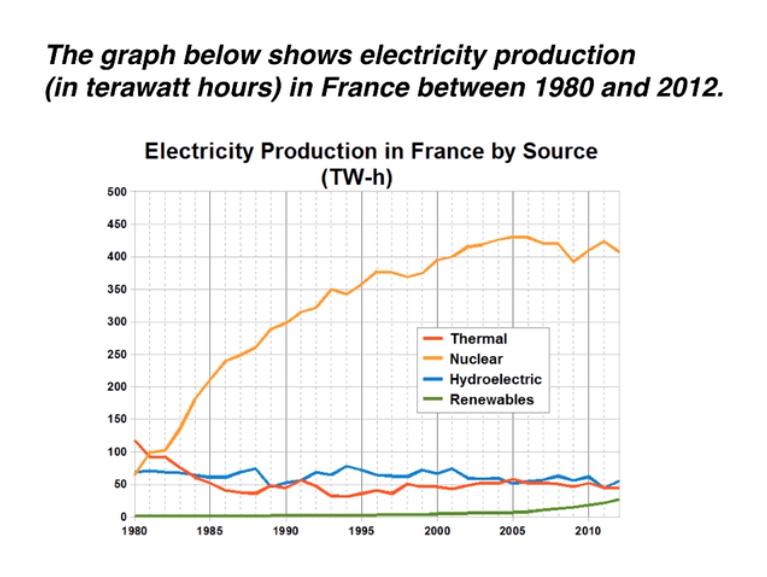 The graph below shows electricity production
(in terawatt hours) in France between 1980 and 2012.
Electricity Production in France by Source
(TW-h)
500
450
400
350
300
250
200
150
100
50
0
Thermal
Nuclear
Hydroelectric
Renewables
1980 1985 1990 1995 2000 2005 2010